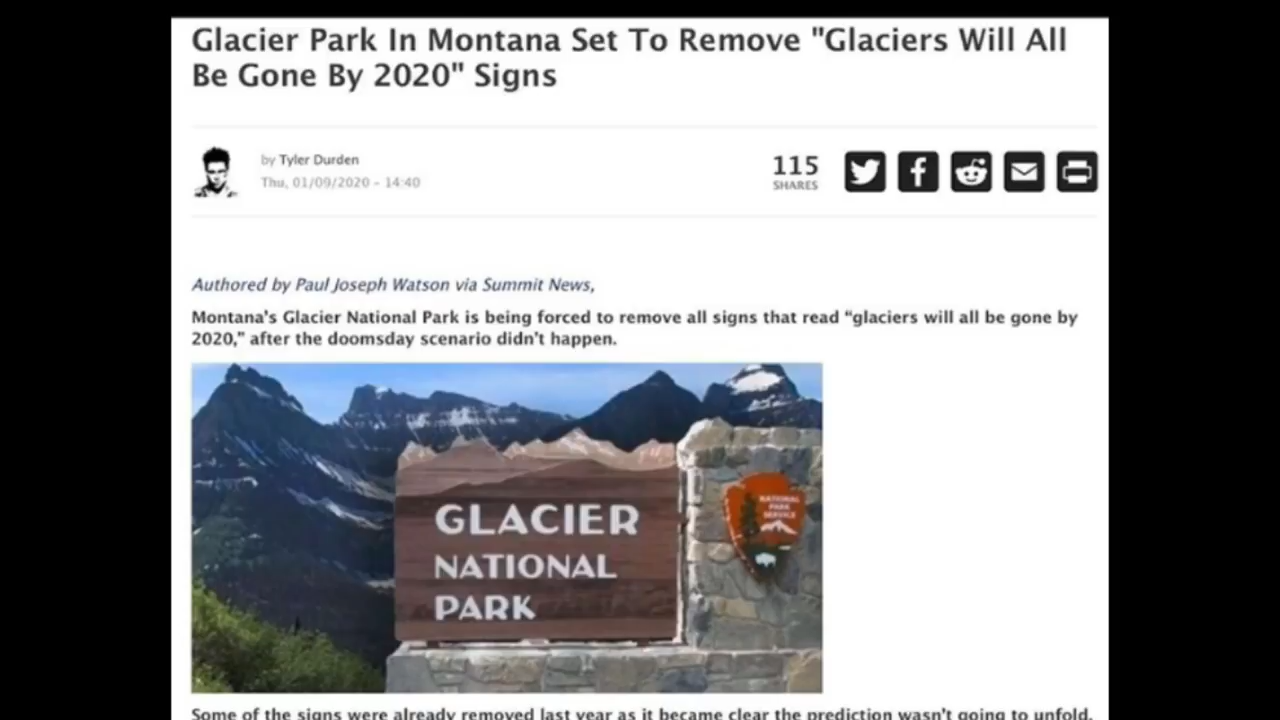 Glacier Park In Montana Set To Remove "Glaciers Will All
Be Gone By 2020" Signs
by Tyler Durden
Thu, 01/09/2020 - 14:40
115
SHARES
Authored by Paul Joseph Watson via Summit News,
Montana's Glacier National Park is being forced to remove all signs that read “glaciers will all be gone by
2020,” after the doomsday scenario didn't happen.
GLACIER
NATIONAL
PARK
NATIONAL
PARK
SERVICE
Some of the signs were already removed last year as it became clear the prediction wasn't going to unfold.